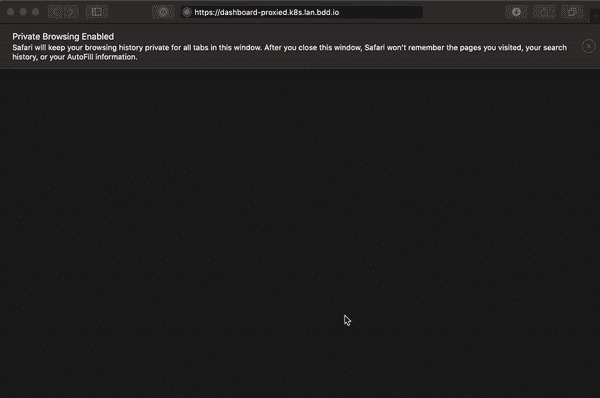 https://dashboard-proxied.k8s.lan.bdd.io
Private Browsing Enabled
Safari will keep your browsing history private for all tabs in this window. After you close this window, Safari won't remember the pages you visited, your search
history, or your AutoFill information.